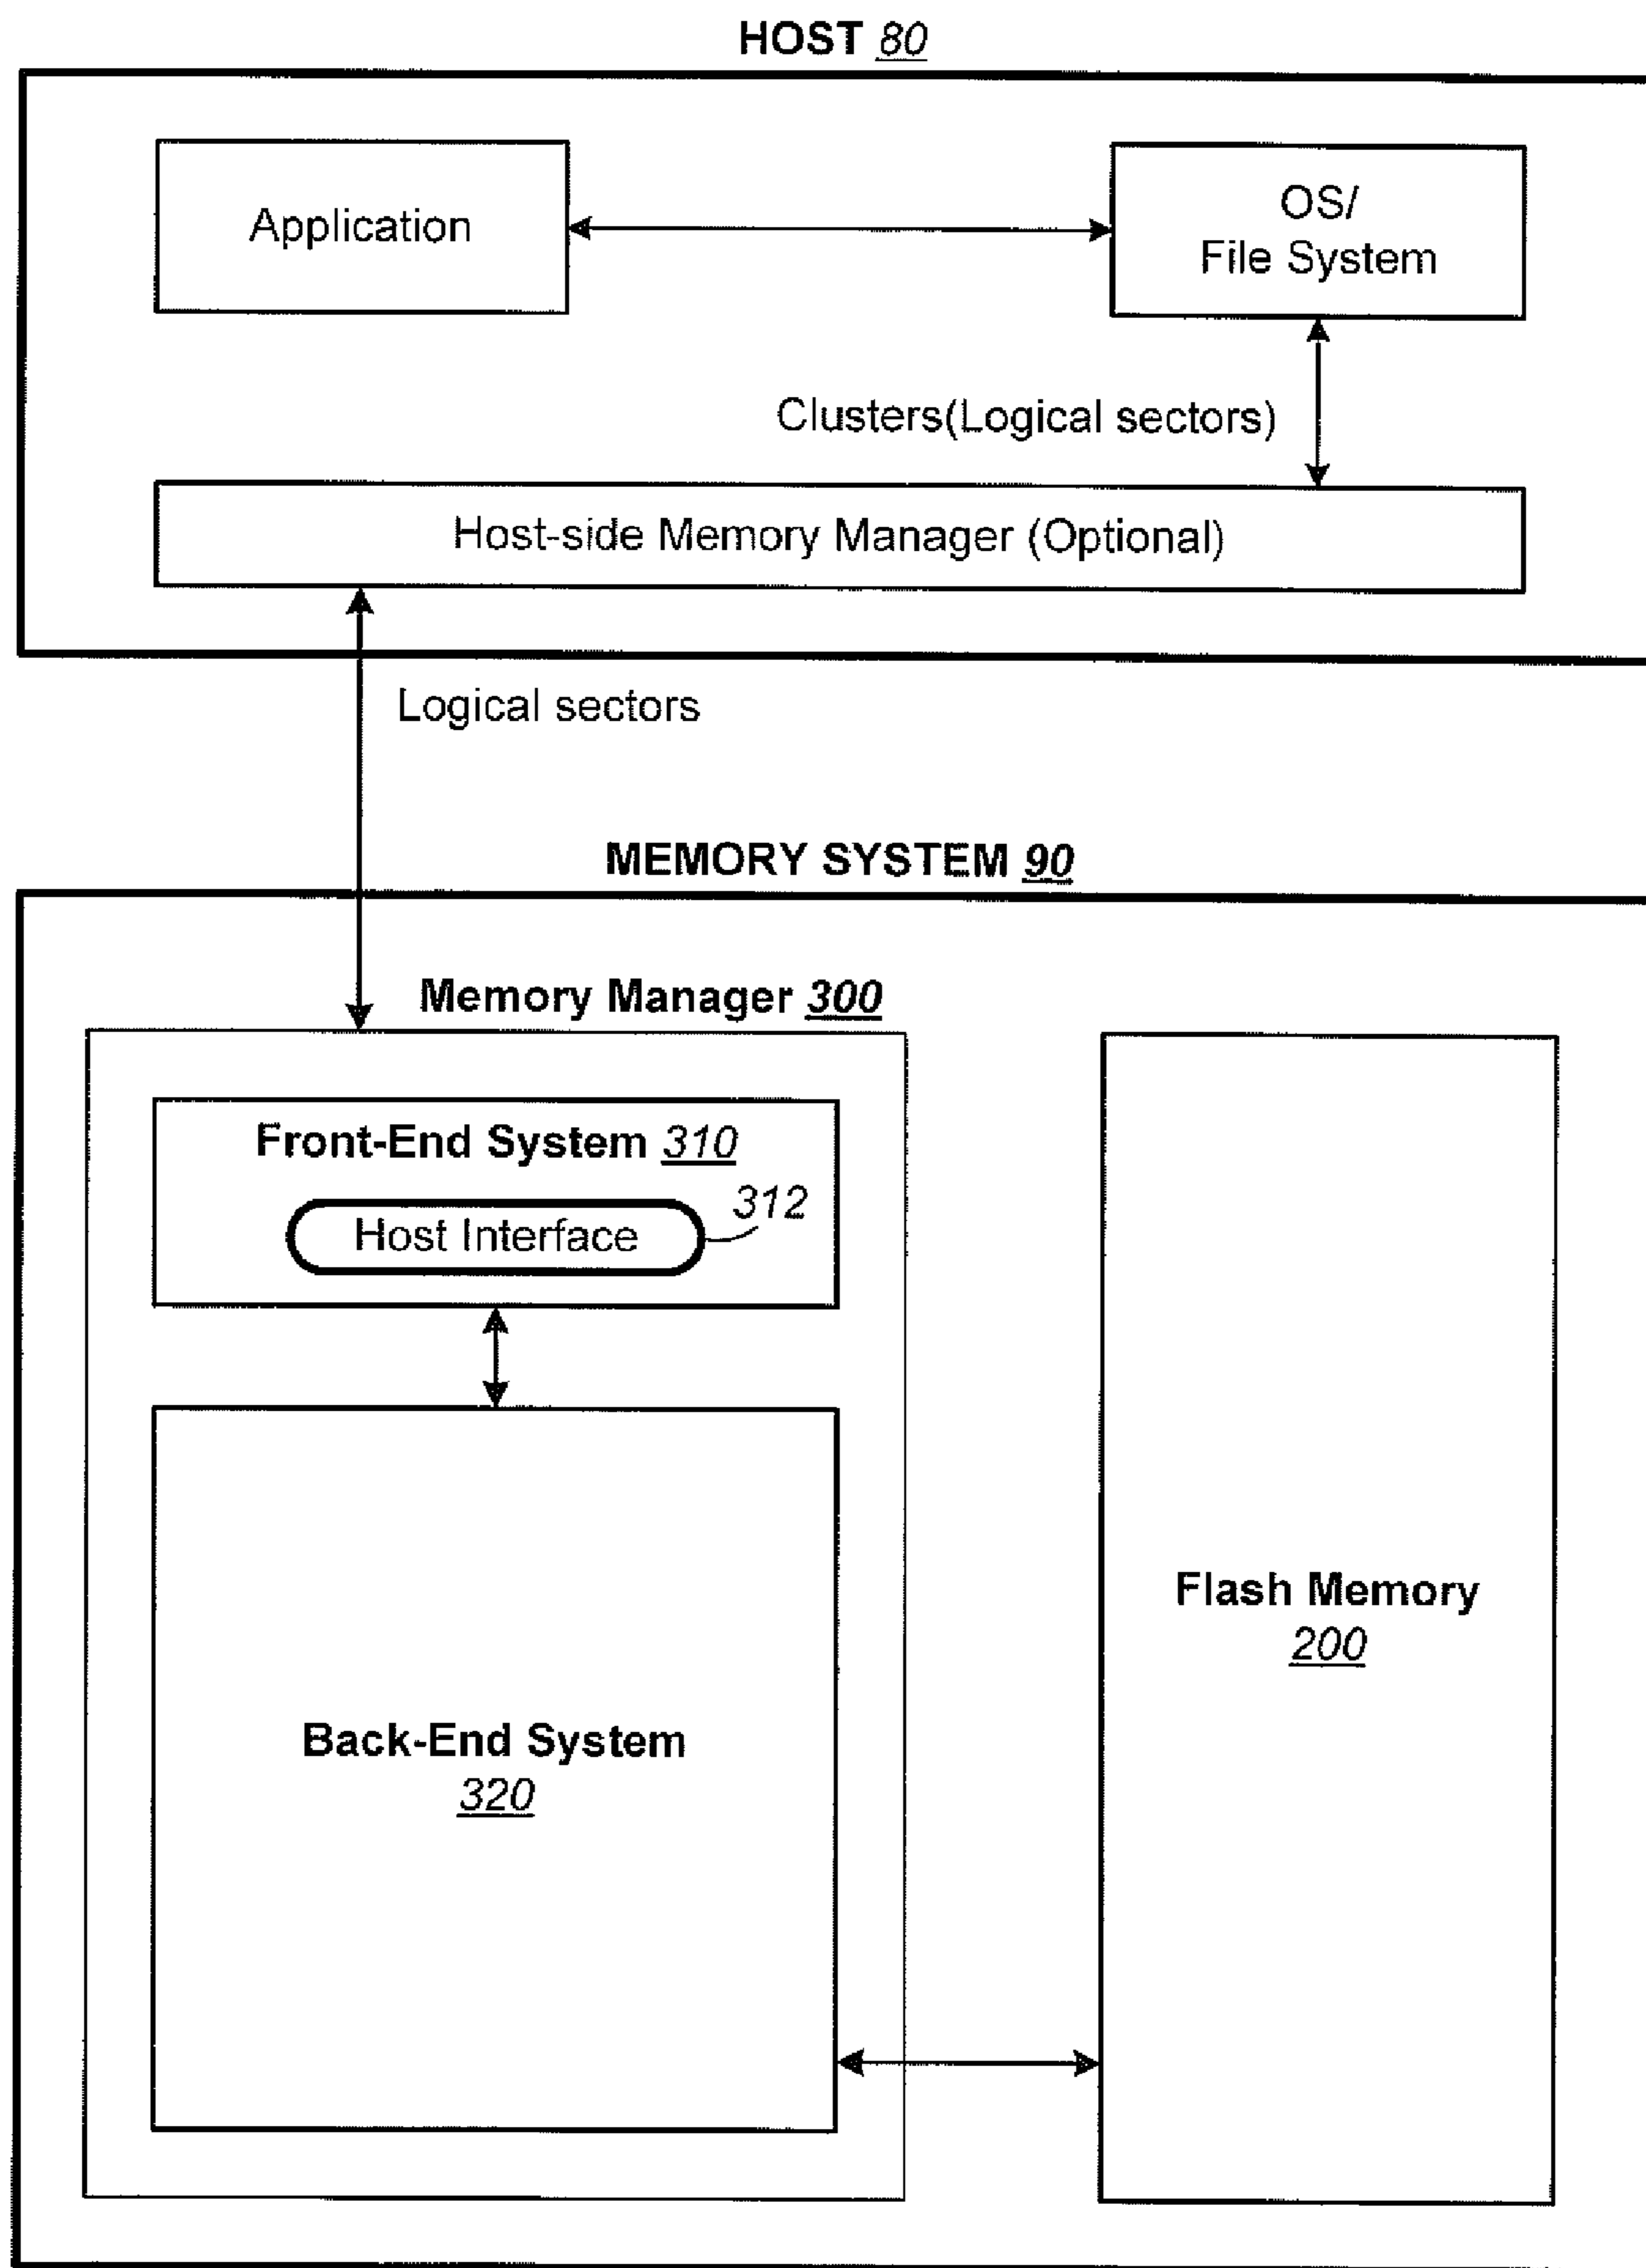 HOST 80
Application
OS/
File System
Clusters(Logical sectors)
Host-side Memory Manager (Optional)
Logical sectors
MEMORY SYSTEM 90
Memory Manager 300
Front-End System 310
312
Host Interface
Back-End System
320
Flash Memory
200